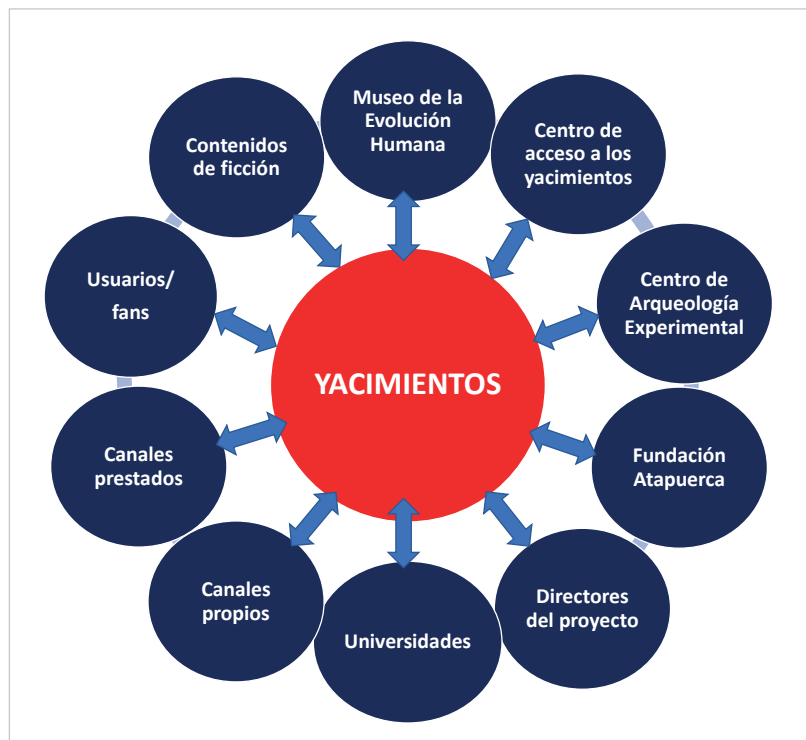 Museo de la
Evolución
Humana
Centro de
acceso a los
yacimientos
Centro de
Arqueología
Experimental
Fundación
Atapuerca
Directores
del proyecto
Universidades
Canales
propios
Canales
prestados
Usuarios/
fans
Contenidos
de ficción
YACIMIENTOS